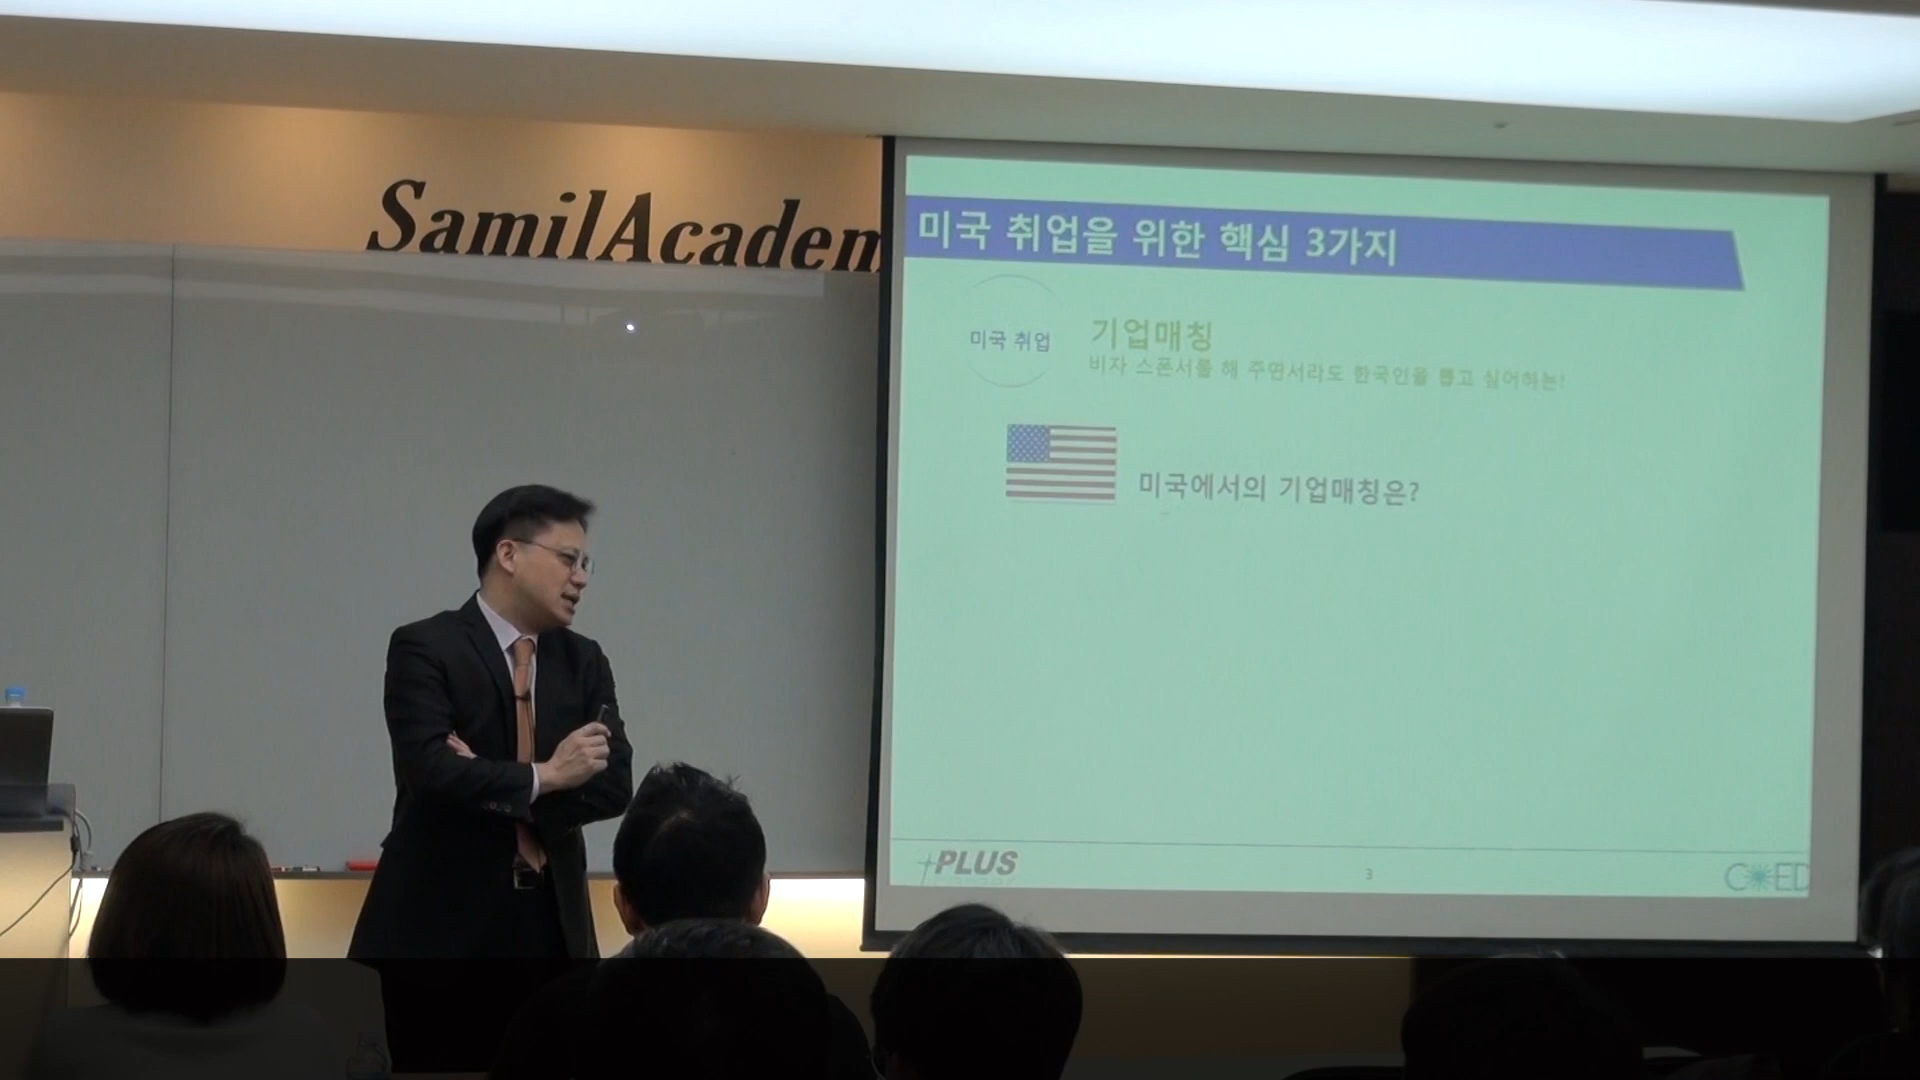 SamilAcadem
미국 취업을 위한 핵심 3가지
미국 취업
기업매칭
비자 스폰서를 해 주면서라도 한국인을 뽑고 싶어하는!
미국에서의 기업매칭은?
PLUS
3